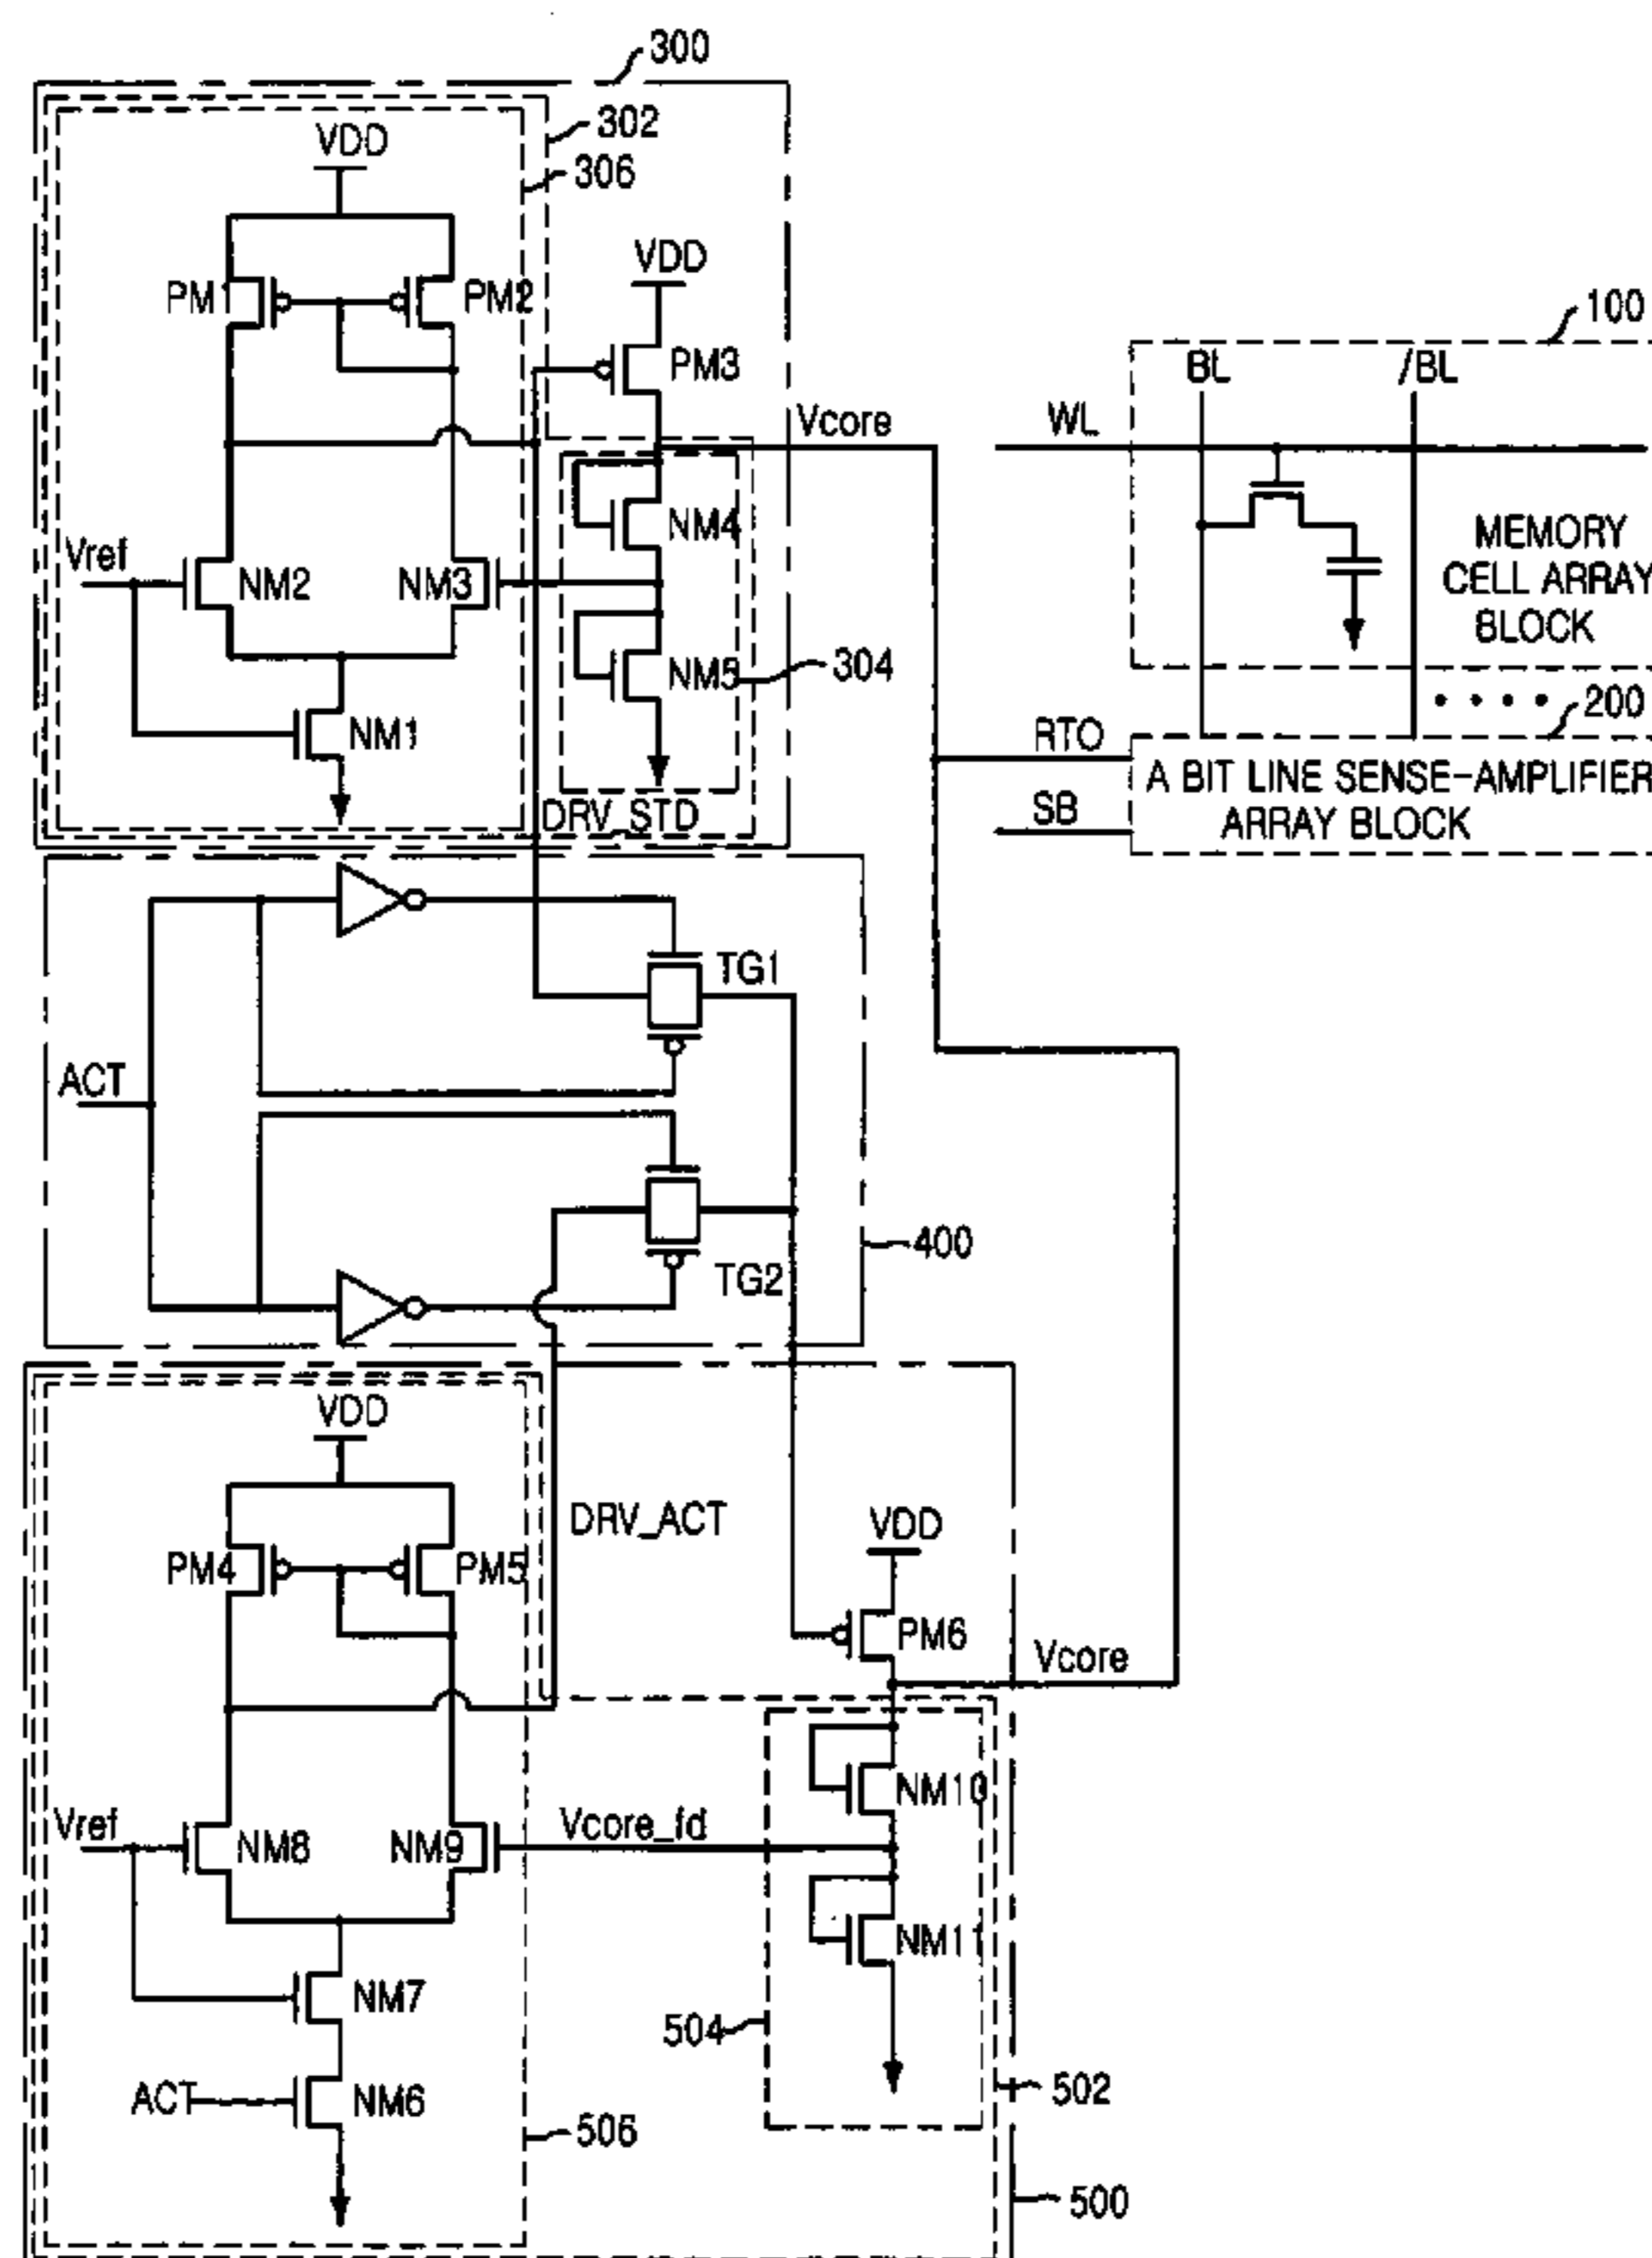 300
302
306
VDD
PM1
PM2
VDD
PM3
Vcore
100
BL
/BL
WL
NM4
MEMORY
CELL ARRAY
BLOCK
Vref
NM2
NM3
NM5
304
200
NM1
RTO
A BIT LINE SENSE-AMPLIFIER
ARRAY BLOCK
SB
DRV_STD
TG1
ACT
400
TG2
VDD
DRV_ACT
VDD
PM4
PM5
PM6
Vcore
NM10
Vref
NM8
NM9
Vcore_fd
NM11
NM7
504
ACT
NM6
502
506
500